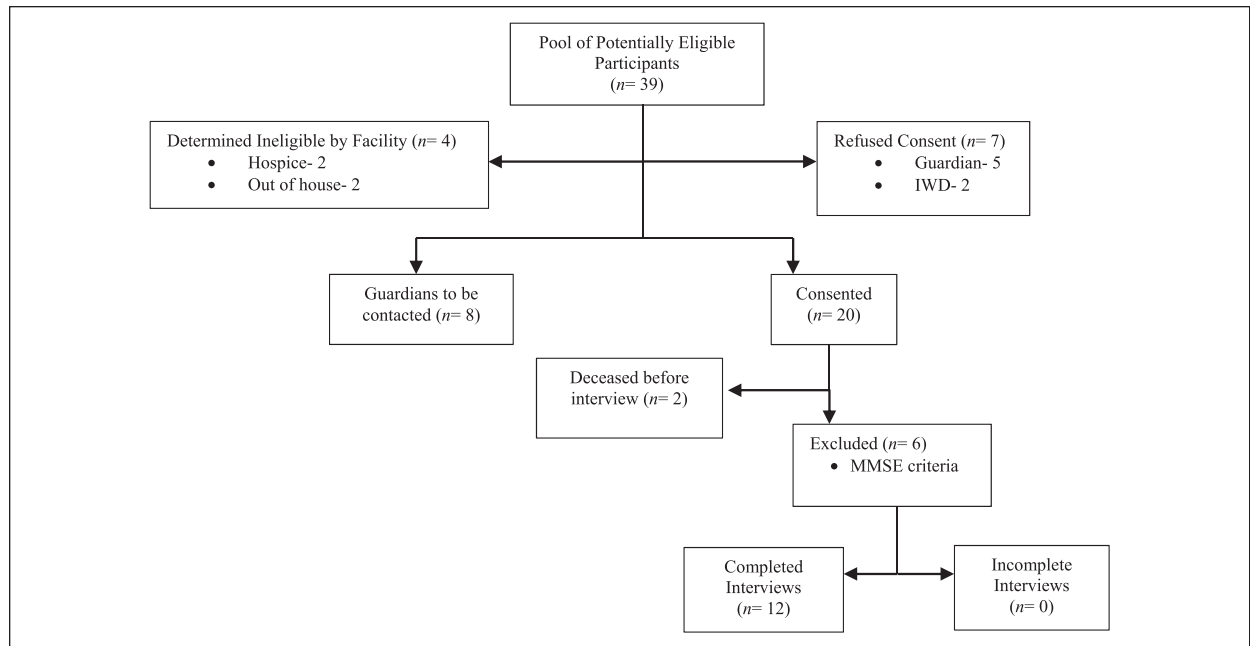 Pool of Potentially Eligible
Participants
(n= 39)
Determined Ineligible by Facility (n= 4)
• Hospice- 2
• Out of house- 2
Refused Consent (n= 7)
• Guardian- 5
• IWD- 2
Guardians to be
contacted (n= 8)
Consented
(n= 20)
Deceased before
interview (n= 2)
Excluded (n= 6)
• MMSE criteria
Completed
Interviews
(n= 12)
Incomplete
Interviews
(n= 0)